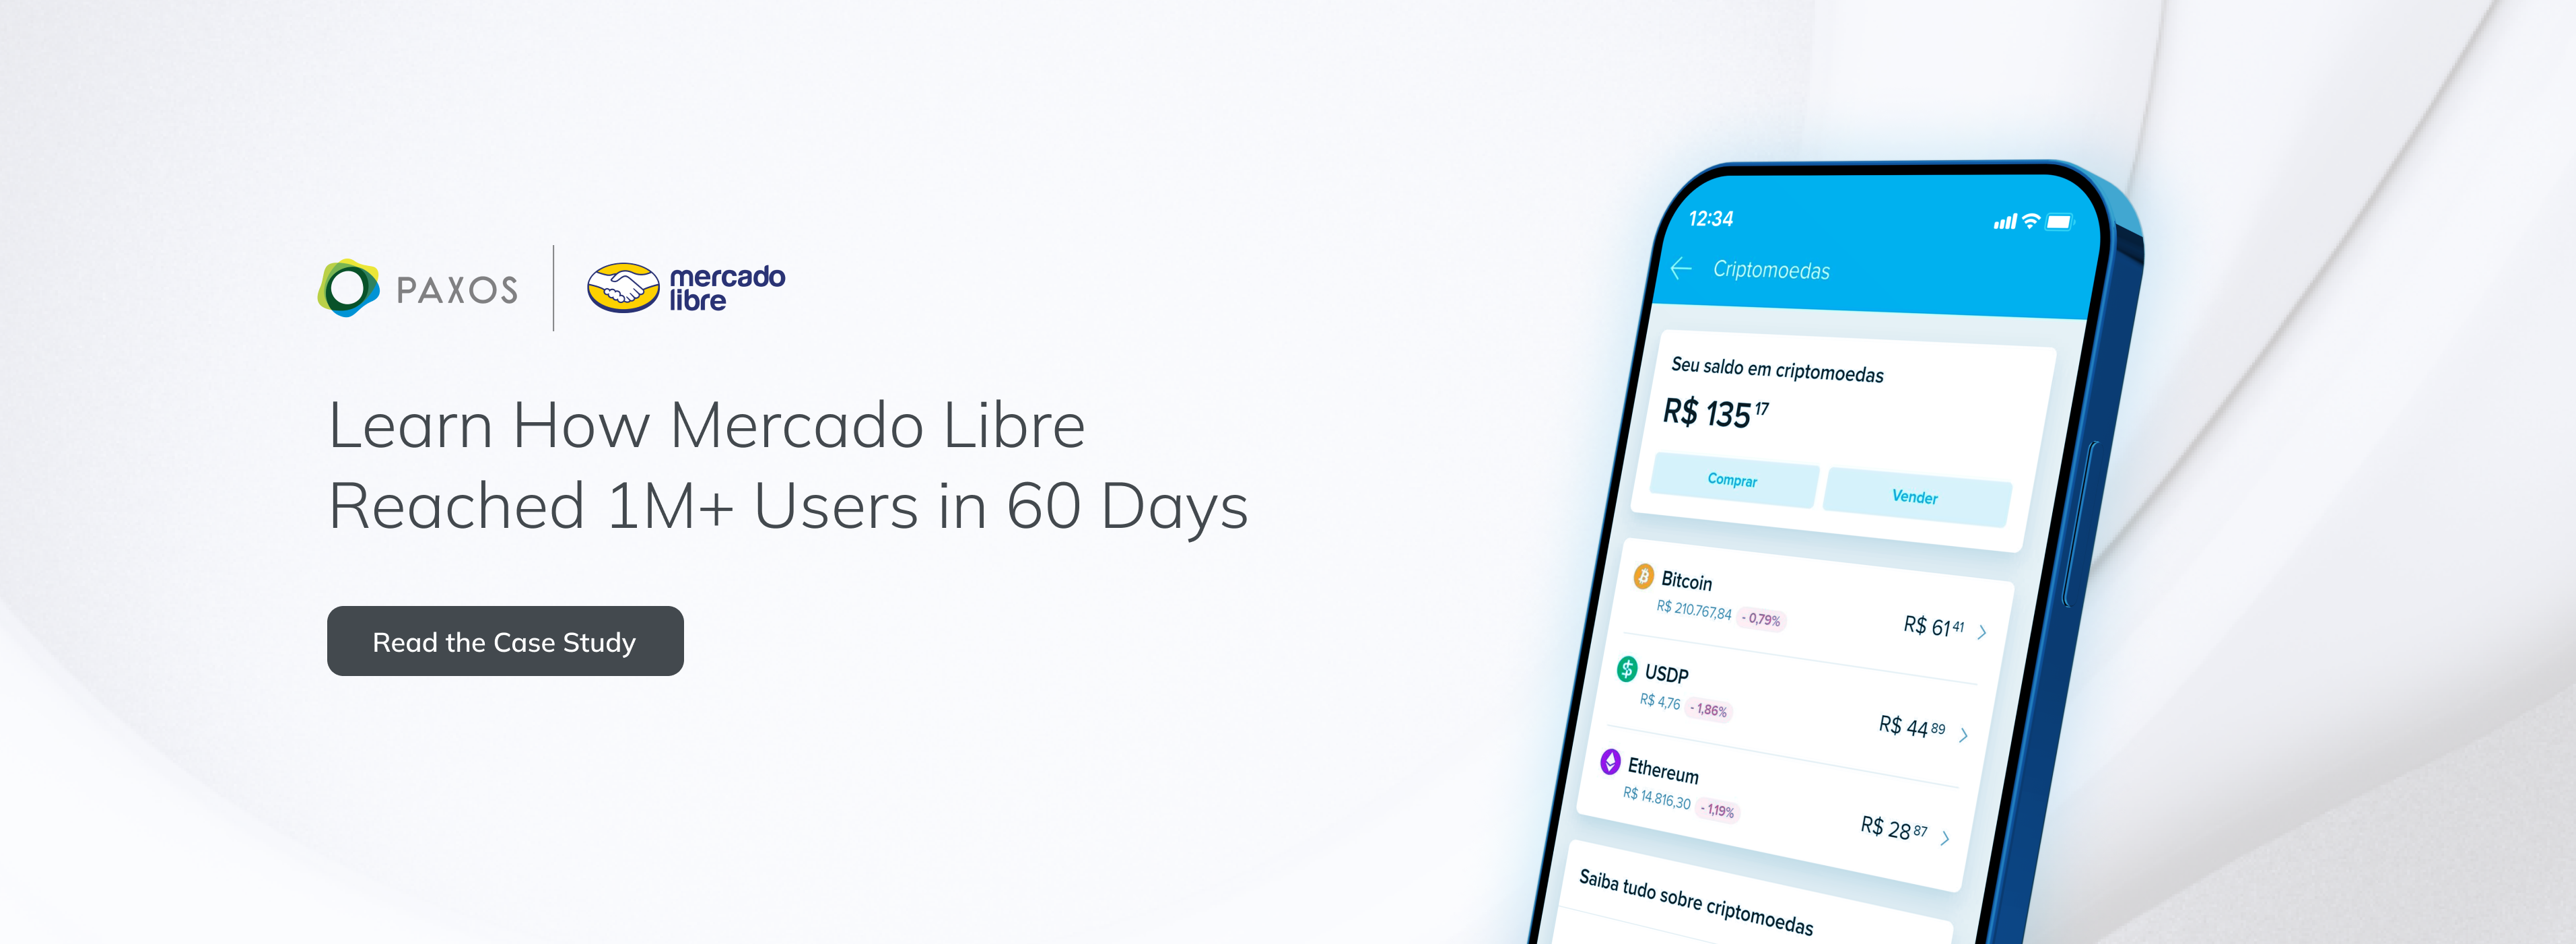 PAXOS
mercado
libre
Learn How Mercado Libre
Reached 1M+ Users in 60 Days
Read the Case Study
12:34
Criptomoedas
Seu saldo em criptomoedas
R$ 135 17
Comprar Vender
Bitcoin
R$ 210.767,84 - 0,79% R$ 61 41
USDP
R$ 4,76 - 1,86% R$ 44 89
Ethereum
R$ 14.816,30 - 1,19% R$ 28 87
Saiba tudo sobre criptomoedas